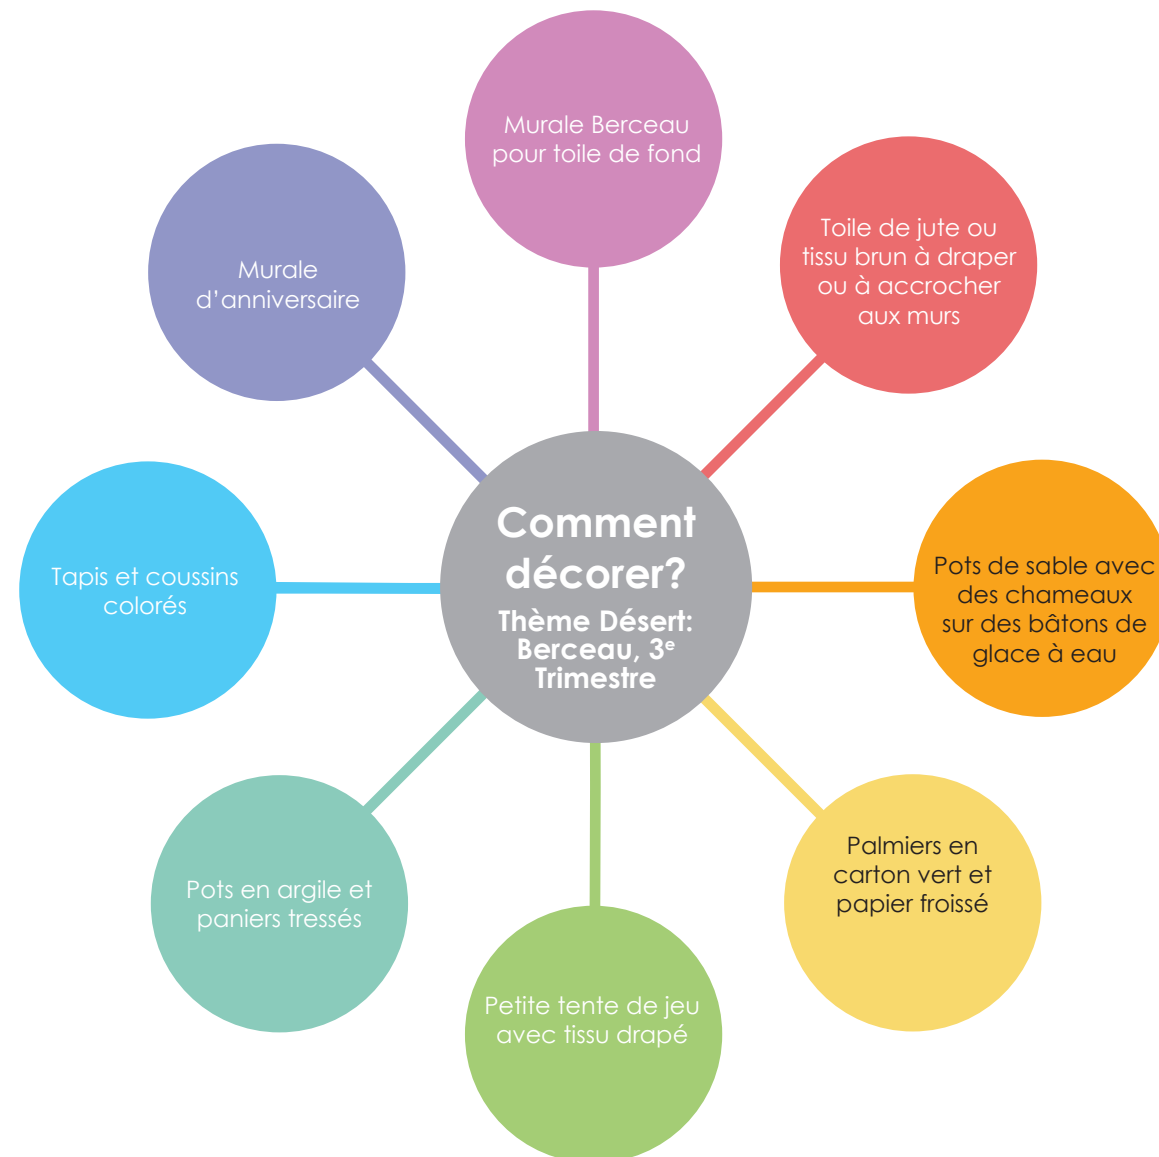 Murale Berceau
pour toile de fond
Toile de jute ou
tissu brun à draper
ou à accrocher
aux murs
Murale
d’anniversaire
Comment
décorer?
Thème Désert:
Berceau, 3e
Trimestre
Tapis et coussins
colorés
Pots de sable avec
des chameaux
sur des bâtons de
glace à eau
Palmiers en
carton vert et
papier froissé
Pots en argile et
paniers tressés
Petite tente de jeu
avec tissu drapé